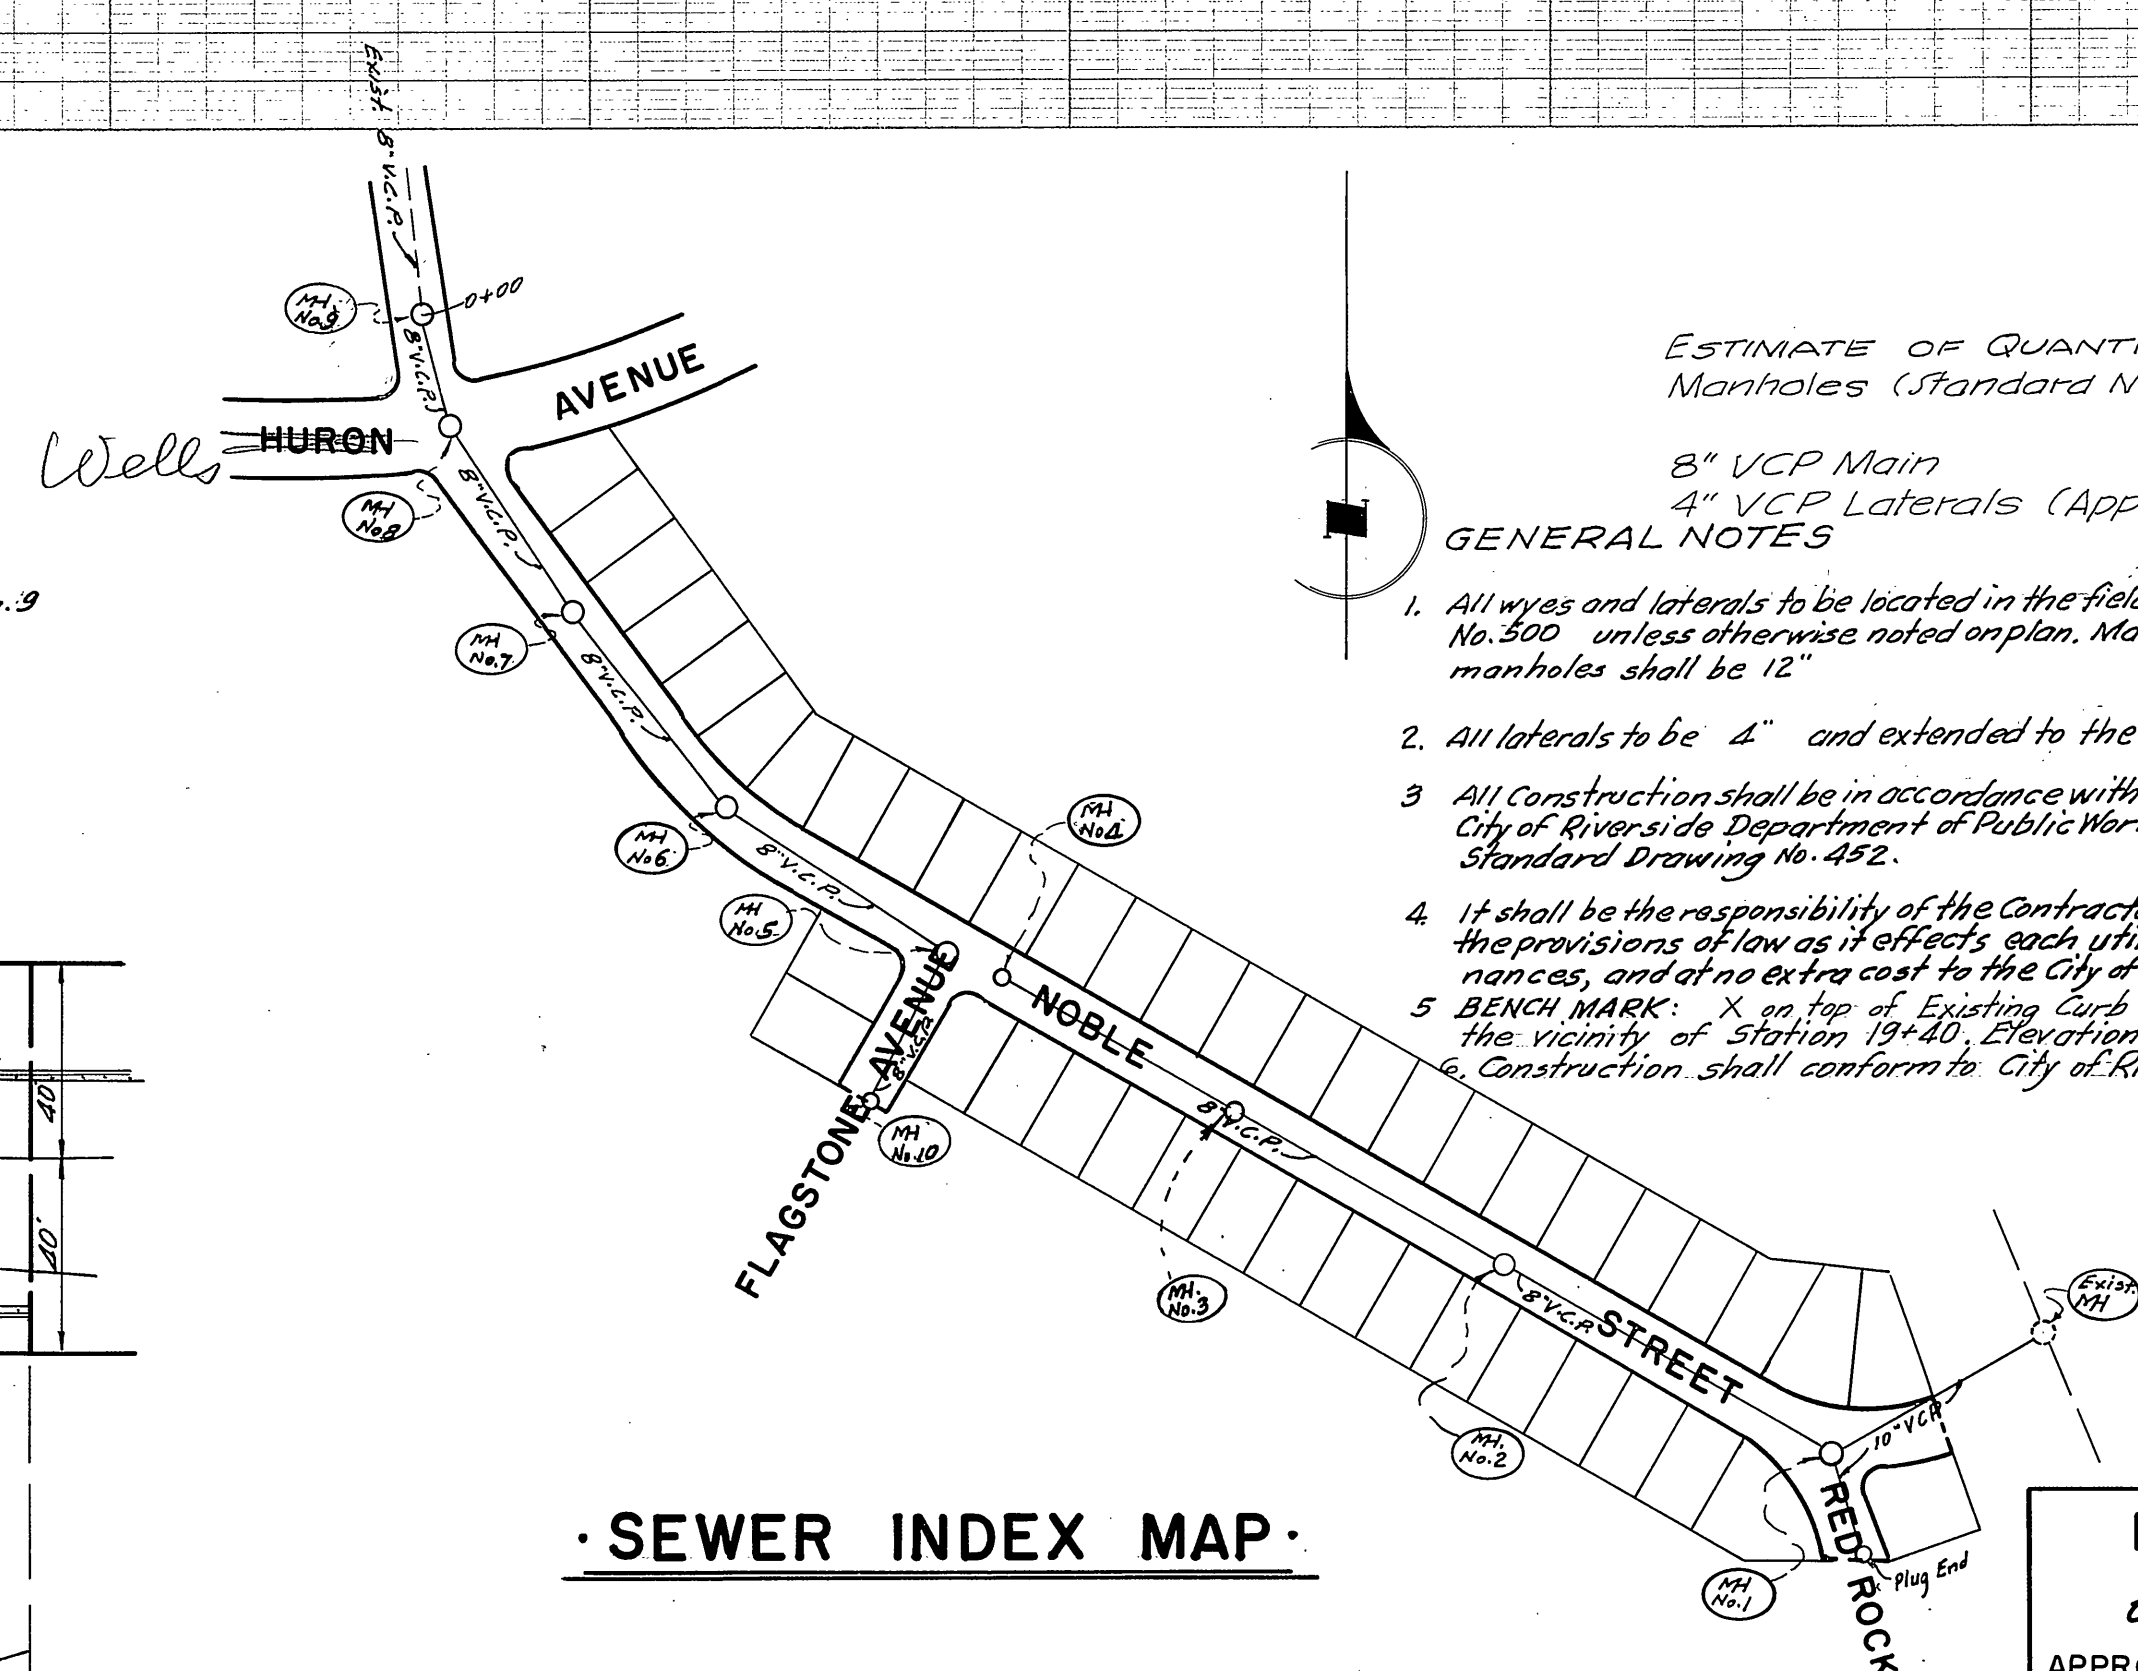 Exist. 8" V.C.P.
MH No.9
0+00
8" V.C.P.
AVENUE
Wells
HURON
MH No.8
8" V.C.P.
MH No.7
8" V.C.P.
MH No.6
8" V.C.P.
MH No.5
MH No.4
FLAGSTONE AVENUE
8" V.C.P.
MH No.10
NOBLE STREET
8" V.C.P.
MH. No.3
8" V.C.P.
MH. No.2
Exist. MH
10" VCP
RED ROCK
Plug End
MH No.1
.9
40'
40'
ESTIMATE OF QUANTI
Manholes (Standard N
8" VCP Main
4" VCP Laterals (App
N
GENERAL NOTES
1. All wyes and laterals to be located in the field
No. 500 unless otherwise noted on plan. Ma
manholes shall be 12"
2. All laterals to be 4" and extended to the
3 All Construction shall be in accordance with
City of Riverside Department of Public Wor
Standard Drawing No. 452.
4. It shall be the responsibility of the Contract
the provisions of law as it effects each uti
nances, and at no extra cost to the City of
5 BENCH MARK: X on top of Existing Curb
the vicinity of Station 19+40. Elevation
6. Construction shall conform to City of R
·SEWER INDEX MAP·
APPRO